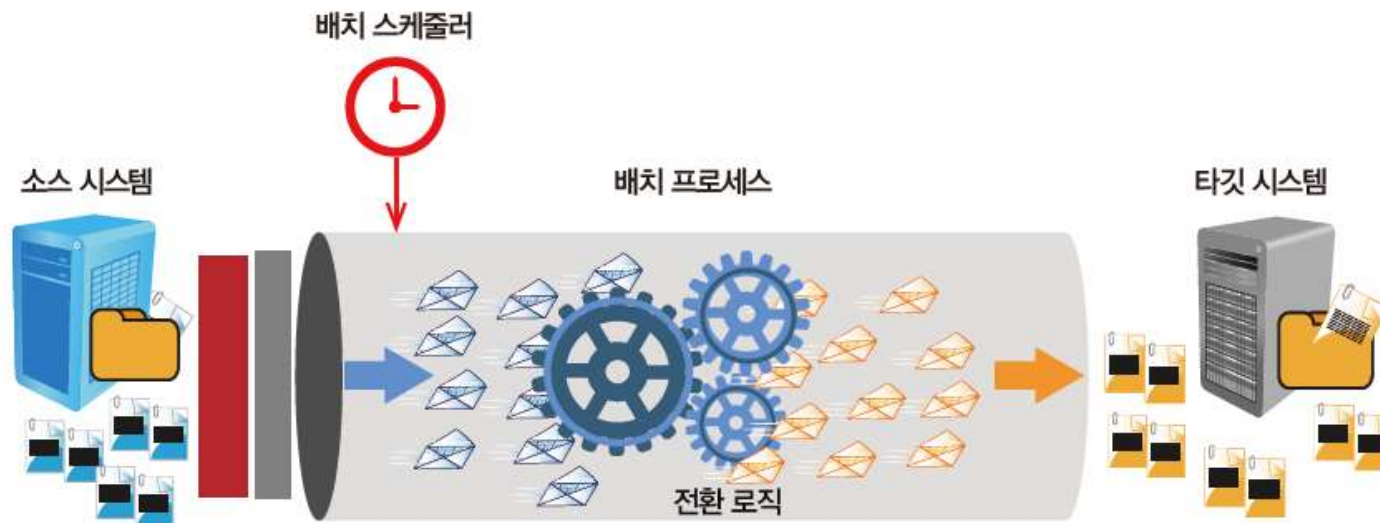 배치 스케줄러
소스 시스템
배치 프로세스
타깃 시스템
전환 로직